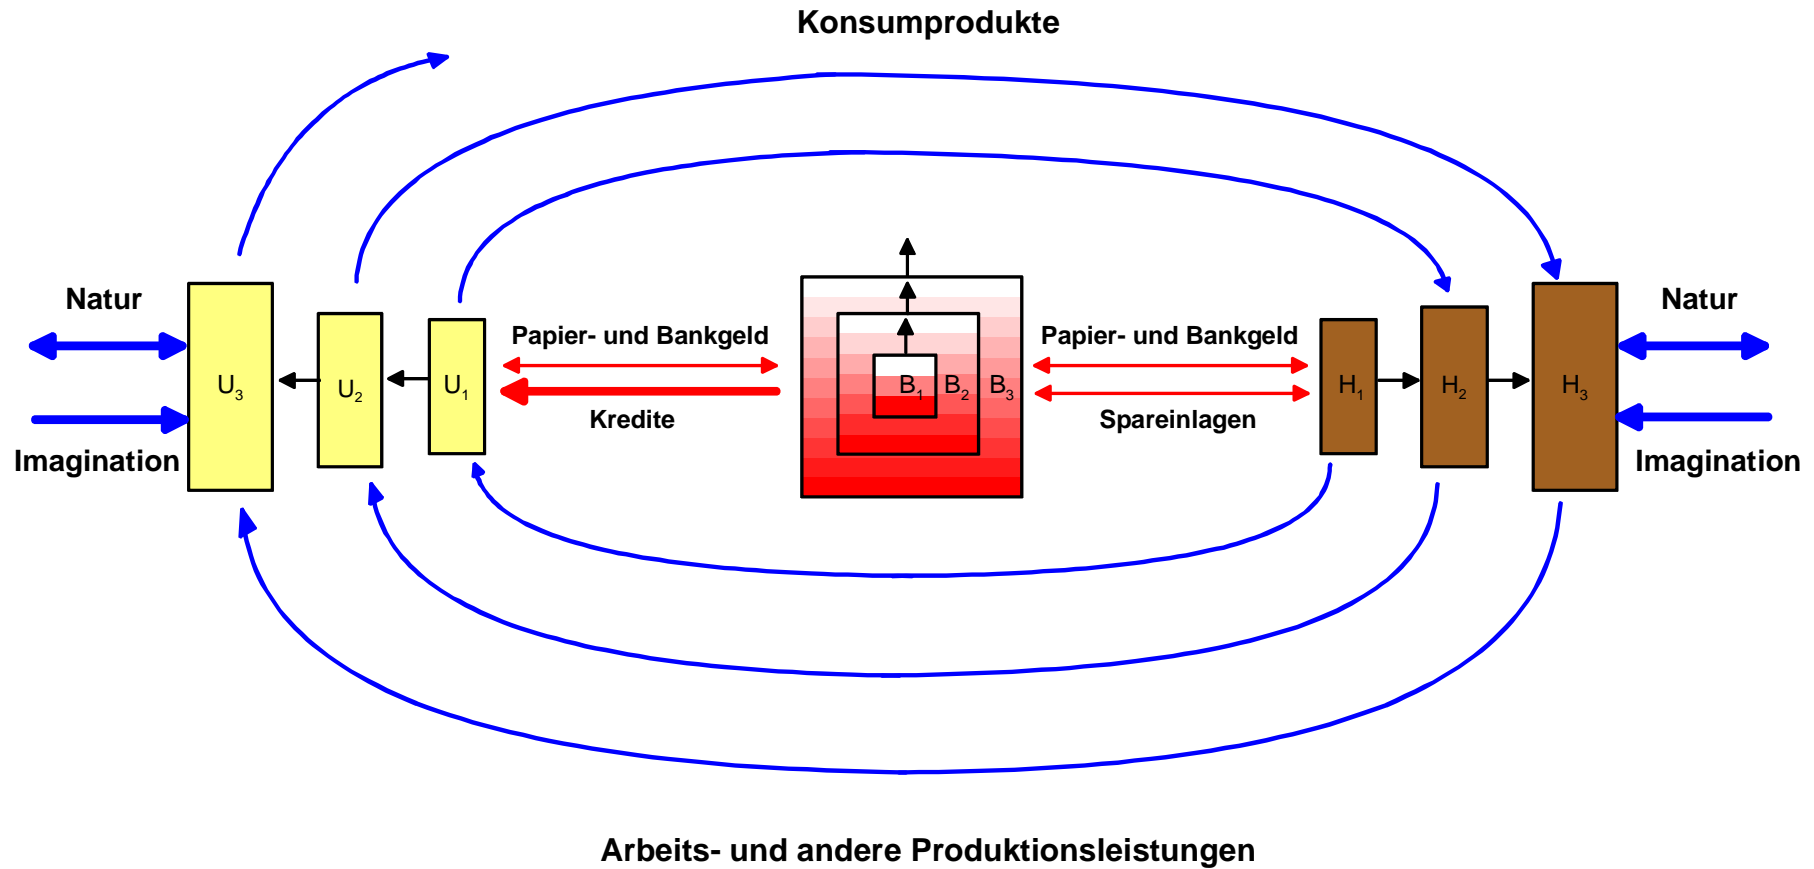 Konsumprodukte
Natur
Natur
Papier- und Bankgeld
Papier- und Bankgeld
U3
U2
U1
B1
B2
B3
H1
H2
H3
Kredite
Spareinlagen
Imagination
Imagination
Arbeits- und andere Produktionsleistungen